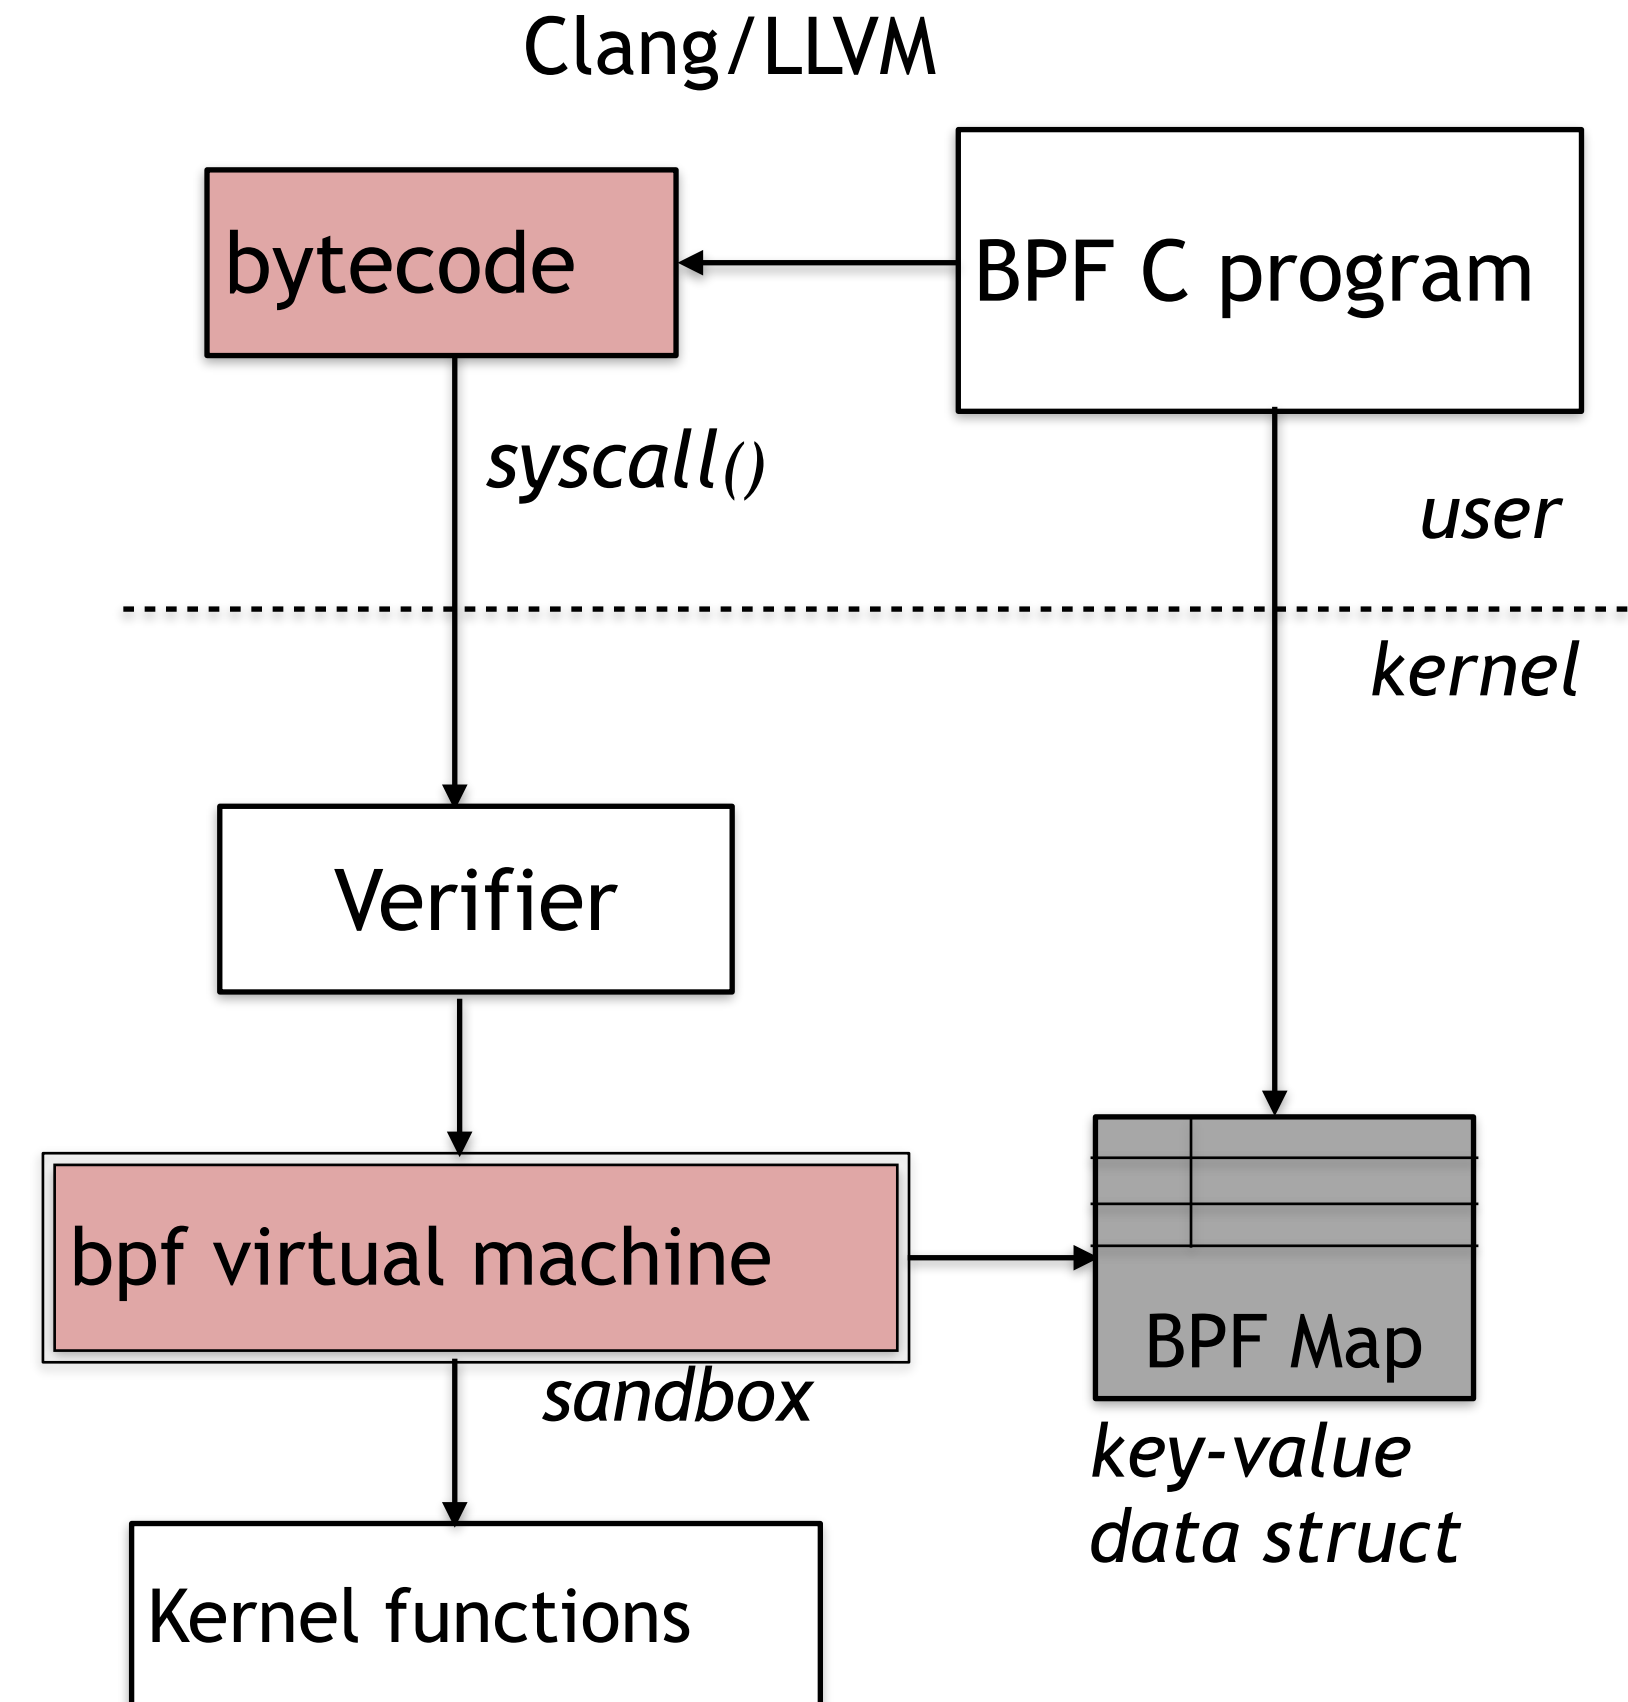 Clang/LLVM
bytecode
BPF C program
syscall()
user
kernel
Verifier
bpf virtual machine
sandbox
BPF Map
key-value
data struct
Kernel functions